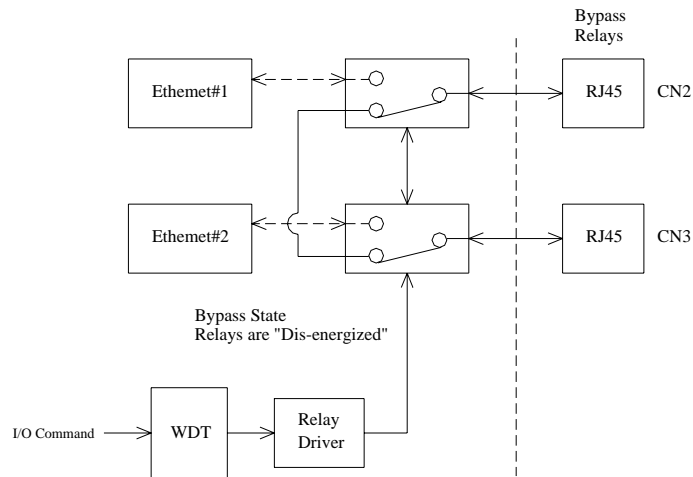 Bypass
Relays
Ethemet#1
RJ45
CN2
Ethemet#2
RJ45
CN3
Bypass State
Relays are "Dis-energized"
I/O Command
WDT
Relay
Driver